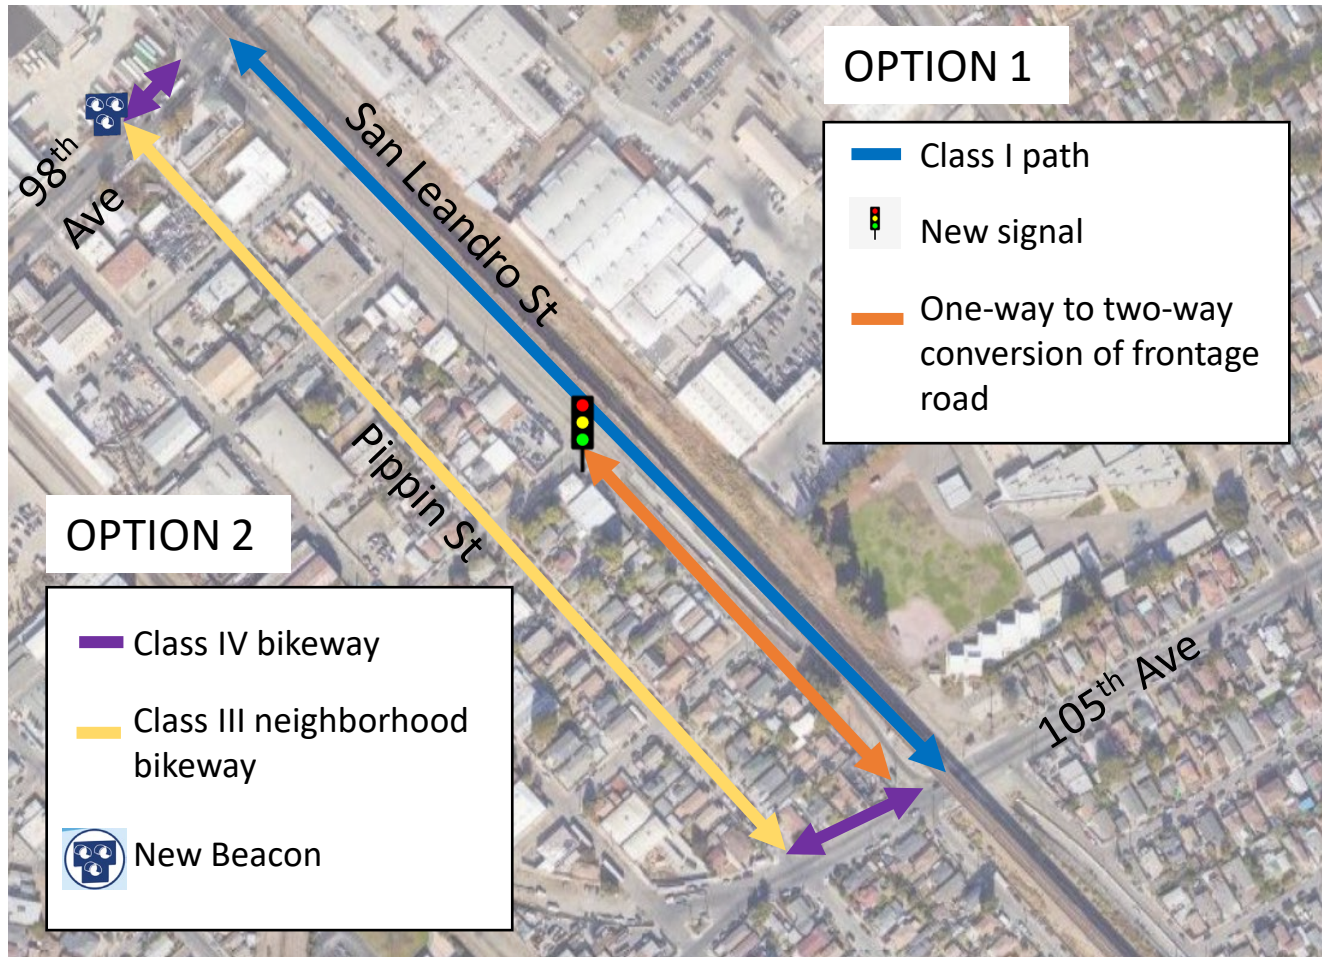 OPTION 1
Class I path
New signal
One-way to two-way
conversion of frontage
road
98th
Ave
San Leandro St
Pippin St
105th Ave
OPTION 2
Class IV bikeway
Class III neighborhood
bikeway
New Beacon